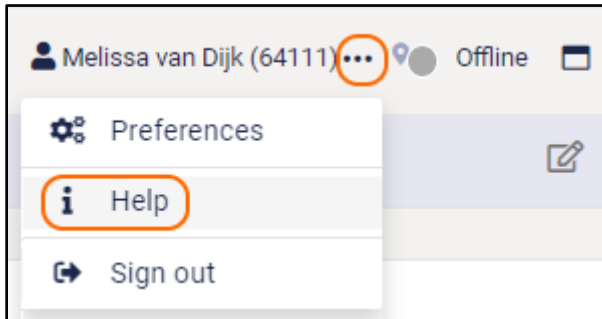 Melissa van Dijk (64111) ••• Offline
Preferences
Help
Sign out